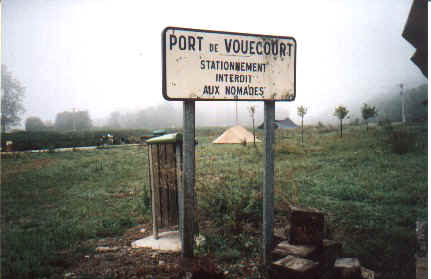 PORT DE VOUECOURT
STATIONNEMENT
INTERDIT
AUX NOMADES